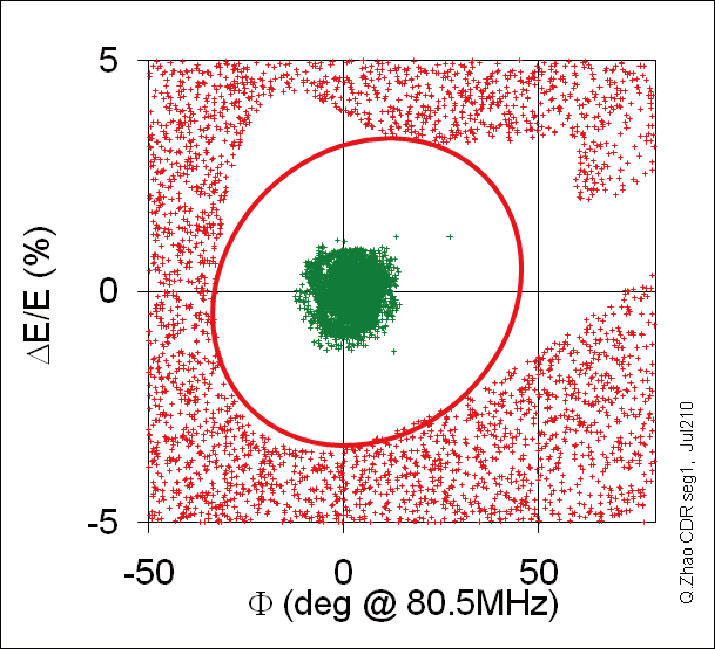 5
0
-5
ΔE/E (%)
-50 0 50
Φ (deg @ 80.5MHz)
Q Zhao CDR seg1, Jul210